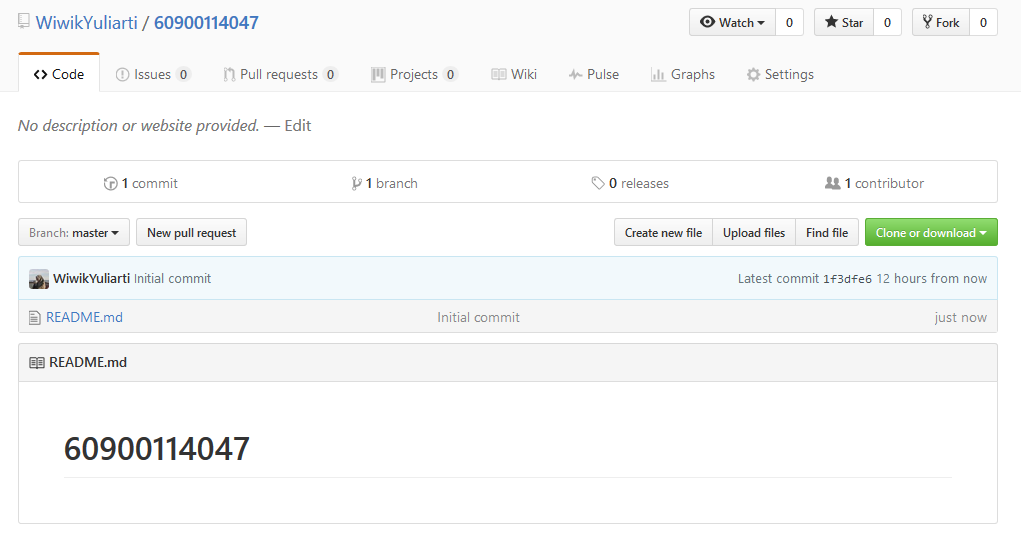 WiwikYuliarti / 60900114047
Watch 0 Star 0 Fork 0
Code Issues 0 Pull requests 0 Projects 0 Wiki Pulse Graphs Settings
No description or website provided. — Edit
1 commit 1 branch 0 releases 1 contributor
Branch: master New pull request Create new file Upload files Find file Clone or download
WiwikYuliarti Initial commit Latest commit 1f3dfe6 12 hours from now
README.md Initial commit just now
README.md
60900114047